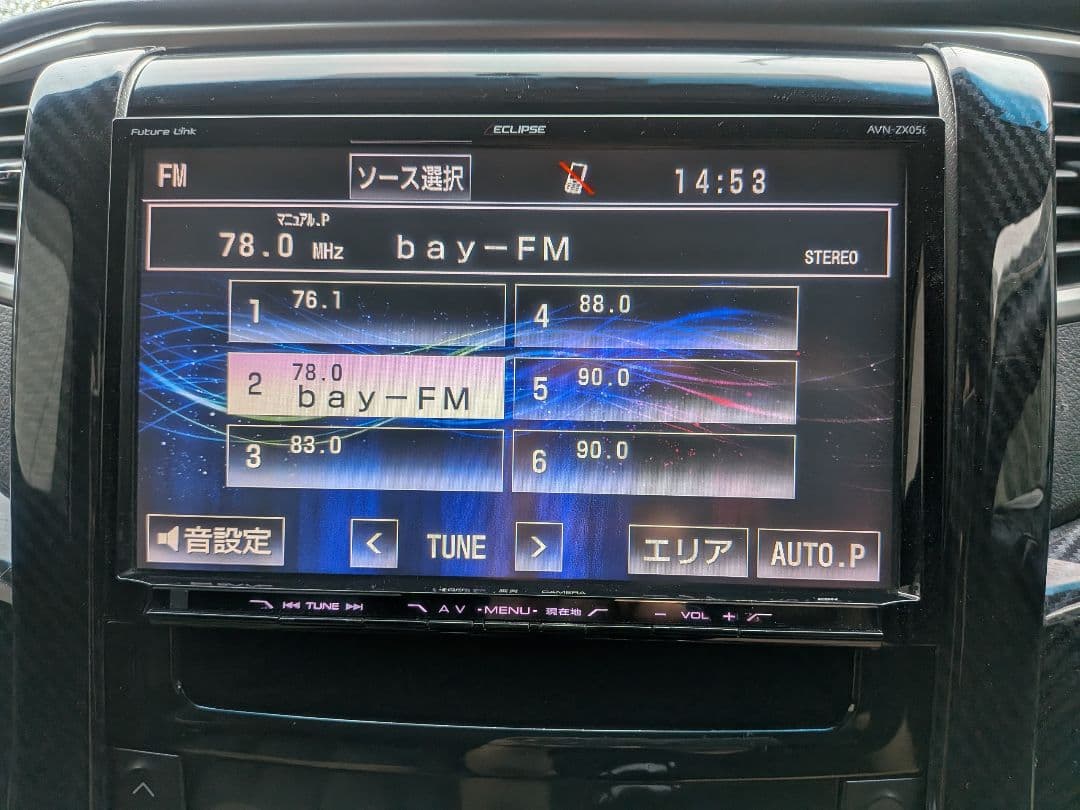 Future Link
ECLIPSE
AVN-ZX05i
FM
ソース選択
14:53
マニュアル.P
78.0 MHz bay-FM
STEREO
1 76.1
4 88.0
2 78.0
bay-FM
5 90.0
3 83.0
6 90.0
音設定
< TUNE >
エリア
AUTO.P
TUNE
AV ・MENU・ 現在地
- VOL +